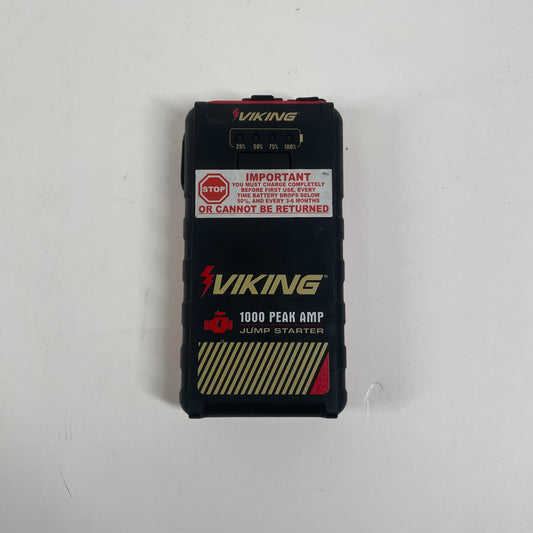 VIKING
25% 50% 75% 100%
STOP
IMPORTANT
YOU MUST CHARGE COMPLETELY
BEFORE FIRST USE, EVERY
TIME BATTERY DROPS BELOW
50%, AND EVERY 3-6 MONTHS
OR CANNOT BE RETURNED
VIKING®
1000 PEAK AMP
JUMP STARTER